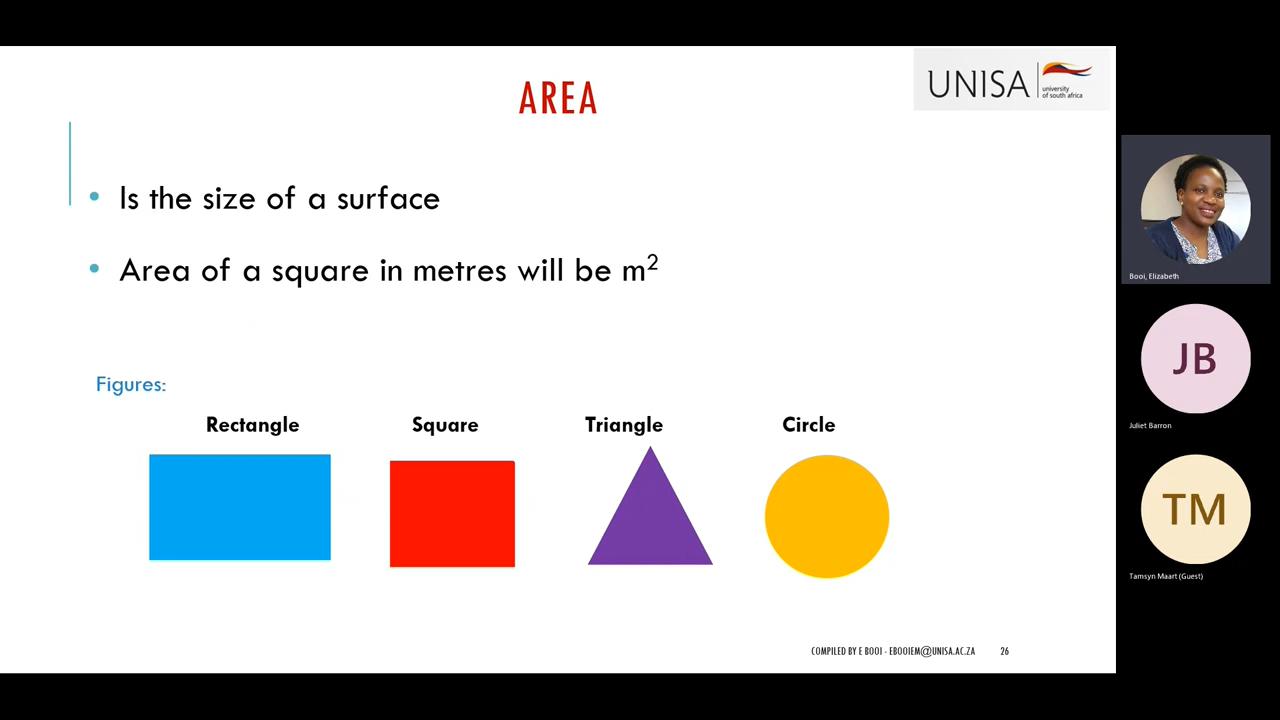 AREA
UNISA
university
of south africa
• Is the size of a surface
• Area of a square in metres will be m²
Figures:
Rectangle Square Triangle Circle
COMPILED BY E BOOI - EBOOIEM@UNISA.AC.ZA 26
Booi, Elizabeth
JB
Juliet Barron
TM
Tamsyn Maart (Guest)